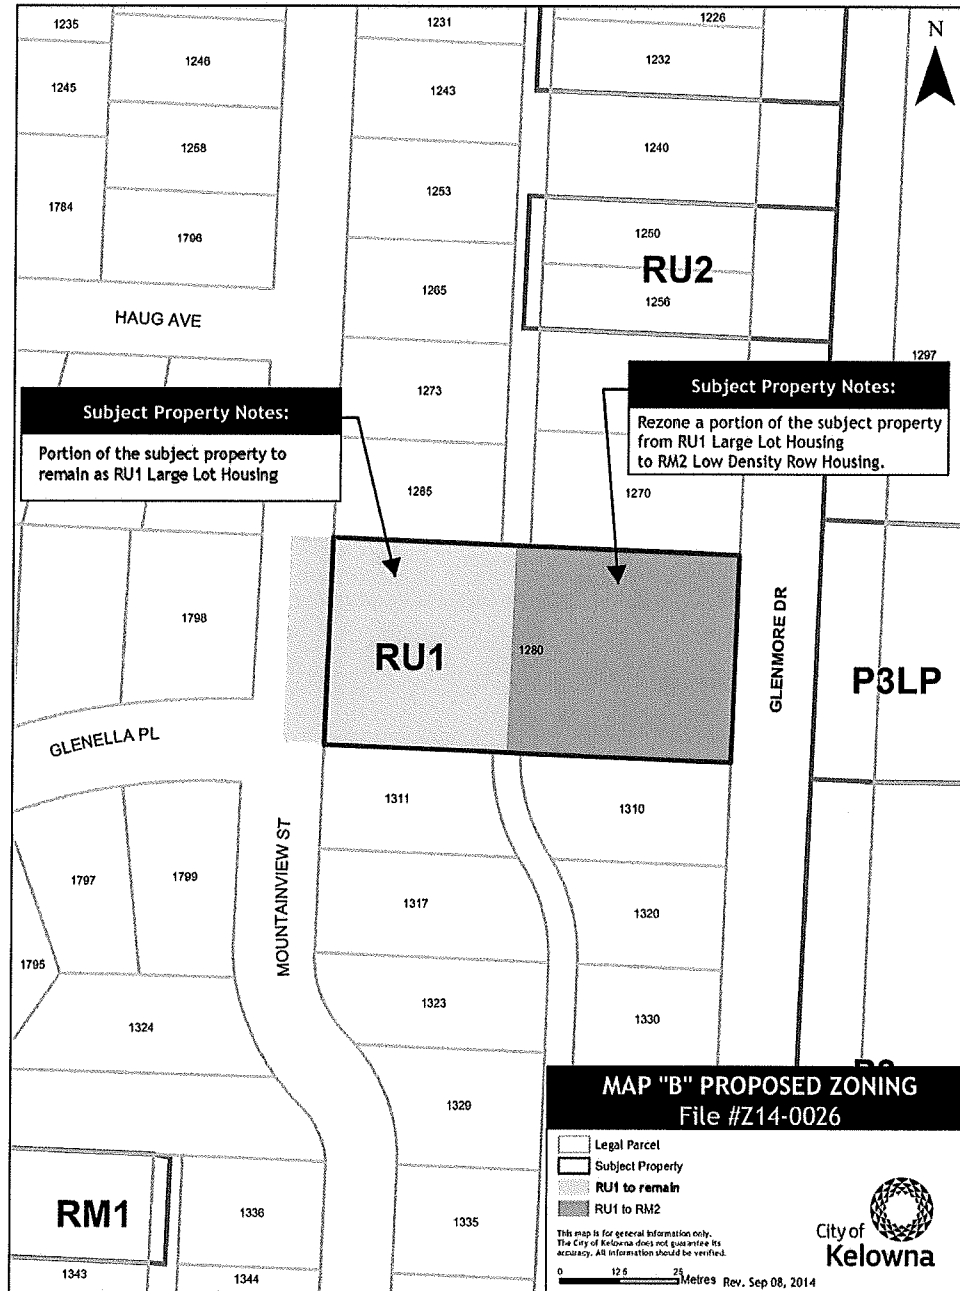 1235
1231
1226
N
1246
1232
1245
1243
1268
1240
1784
1253
1250
1796
RU2
1265
1256
HAUG AVE
1297
1273
Subject Property Notes:
Portion of the subject property to
remain as RU1 Large Lot Housing
Subject Property Notes:
Rezone a portion of the subject property
from RU1 Large Lot Housing
to RM2 Low Density Row Housing.
1285
1270
1798
RU1
1280
GLENMORE DR
P3LP
GLENELLA PL
1311
1310
MOUNTAINVIEW ST
1797
1799
1317
1320
1795
1323
1330
1324
1329
RM1
1336
1335
1343
1344
MAP "B" PROPOSED ZONING
File #Z14-0026
Legal Parcel
Subject Property
RU1 to remain
RU1 to RM2
This map is for general information only.
The City of Kelowna does not guarantee its
accuracy. All information should be verified.
0 12.5 25
Metres Rev. Sep 08, 2014
City of
Kelowna